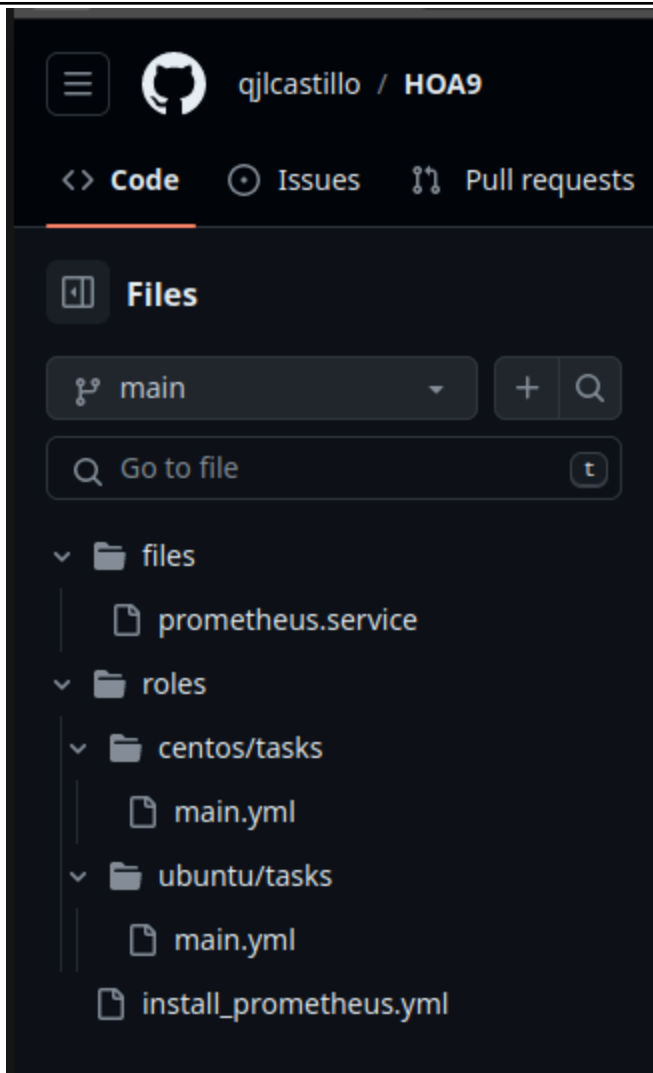 qjlcastillo / HOA9
Code Issues Pull requests
Files
main
Go to file t
files
prometheus.service
roles
centos/tasks
main.yml
ubuntu/tasks
main.yml
install_prometheus.yml